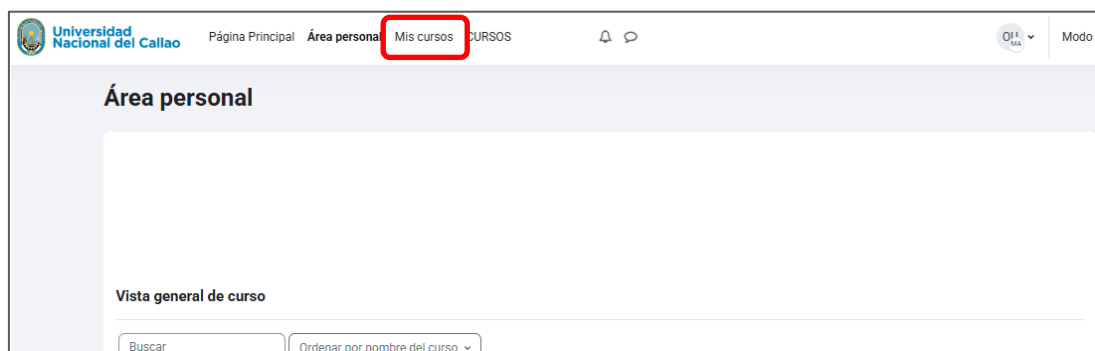 Universidad
Nacional del Callao
Página Principal Área personal Mis cursos CURSOS
MA
Modo
Área personal
Vista general de curso
Buscar
Ordenar por nombre del curso